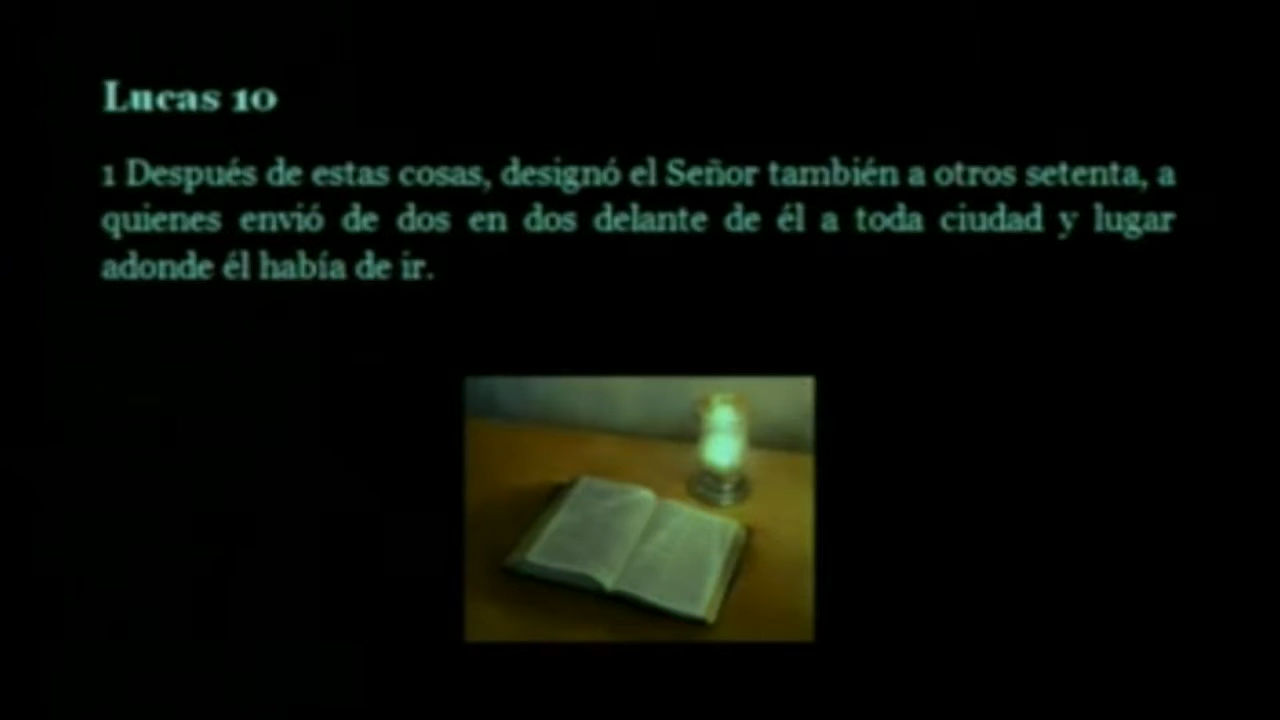 Lucas 10
1 Después de estas cosas, designó el Señor también a otros setenta, a
quienes envió de dos en dos delante de él a toda ciudad y lugar
adonde él había de ir.